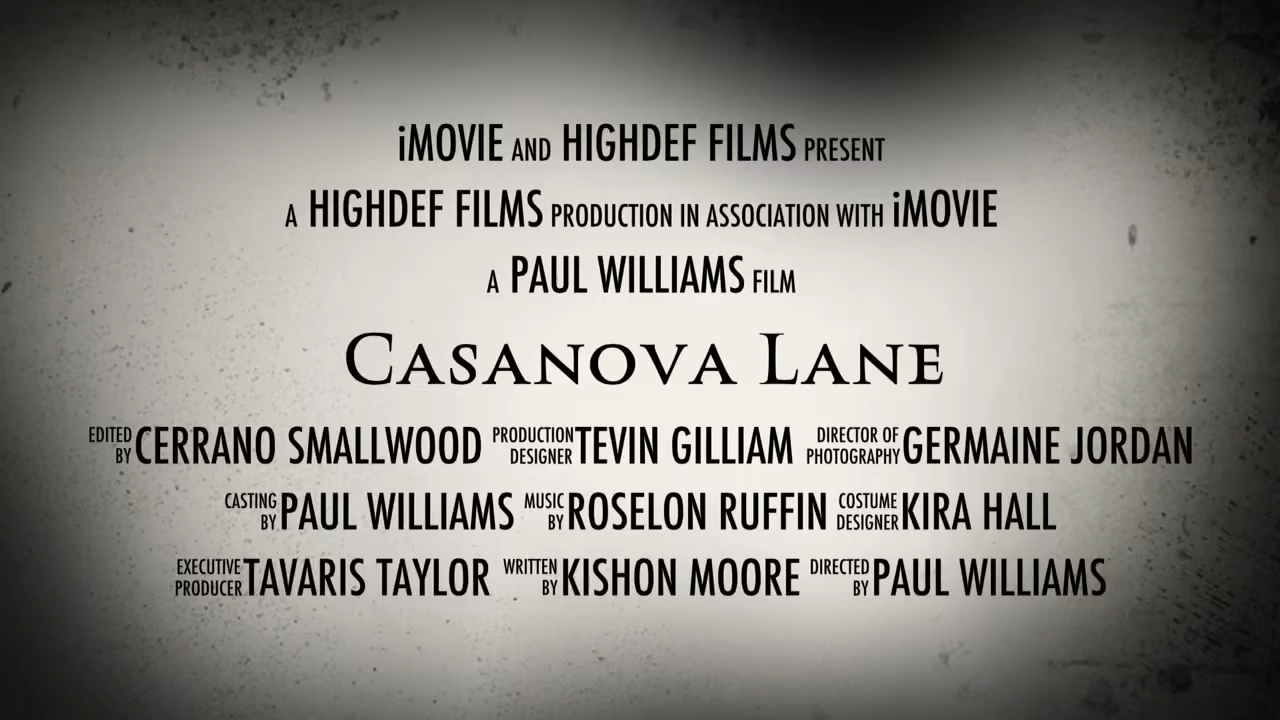 iMOVIE AND HIGHDEF FILMS PRESENT
A HIGHDEF FILMS PRODUCTION IN ASSOCIATION WITH iMOVIE
A PAUL WILLIAMS FILM
CASANOVA LANE
EDITED BY CERRANO SMALLWOOD PRODUCTION DESIGNER TEVIN GILLIAM DIRECTOR OF PHOTOGRAPHY GERMAINE JORDAN
CASTING BY PAUL WILLIAMS MUSIC BY ROSELON RUFFIN COSTUME DESIGNER KIRA HALL
EXECUTIVE PRODUCER TAVARIS TAYLOR WRITTEN BY KISHON MOORE DIRECTED BY PAUL WILLIAMS